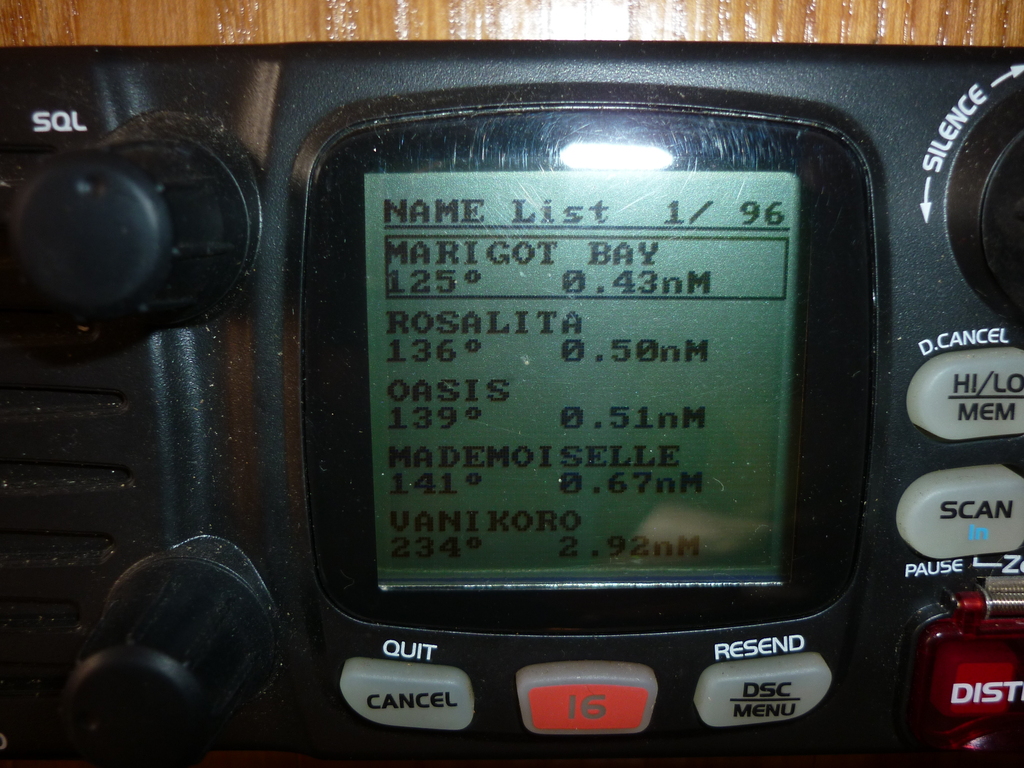 SQL
SILENCE
NAME List 1/ 96
MARIGOT BAY
125° 0.43nM
ROSALITA
136° 0.50nM
OASIS
139° 0.51nM
MADEMOISELLE
141° 0.67nM
VANIKORO
234° 2.92nM
D.CANCEL
HI/LO
MEM
SCAN
In
PAUSE
QUIT
CANCEL
16
RESEND
DSC
MENU